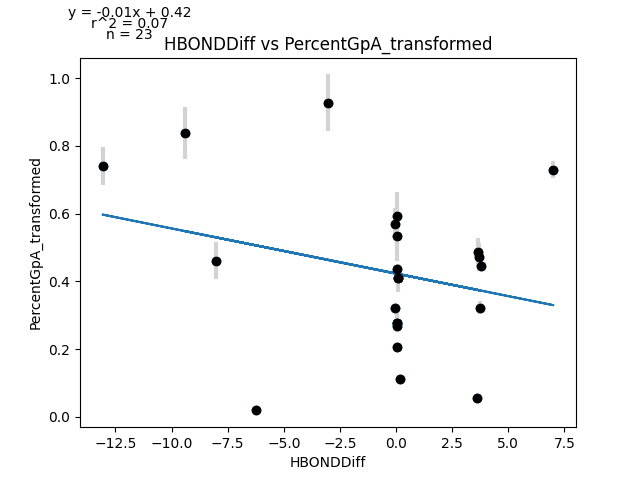 y = -0.01x + 0.42
r^2 = 0.07
n = 23
HBONDDiff vs PercentGpA_transformed
1.0
0.8
0.6
0.4
0.2
0.0
PercentGpA_transformed
−12.5 −10.0 −7.5 −5.0 −2.5 0.0 2.5 5.0 7.5
HBONDDiff